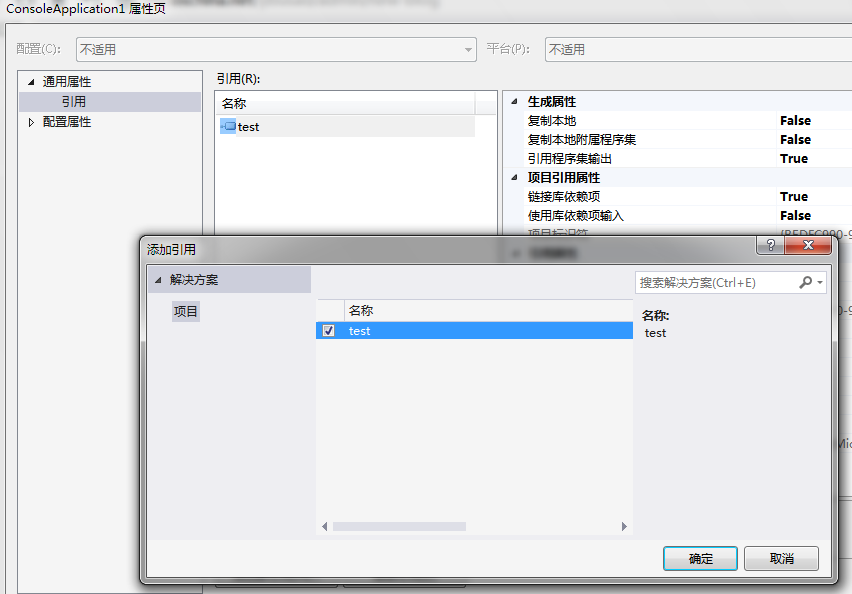 ConsoleApplication1 属性页
配置(C): 不适用 平台(P): 不适用
通用属性
引用
配置属性
引用(R):
名称
test
生成属性
复制本地 False
复制本地附属程序集 False
引用程序集输出 True
项目引用属性
链接库依赖项 True
使用库依赖项输入 False
项目标识符
添加引用
解决方案
项目
名称
test
搜索解决方案(Ctrl+E)
名称:
test
确定
取消